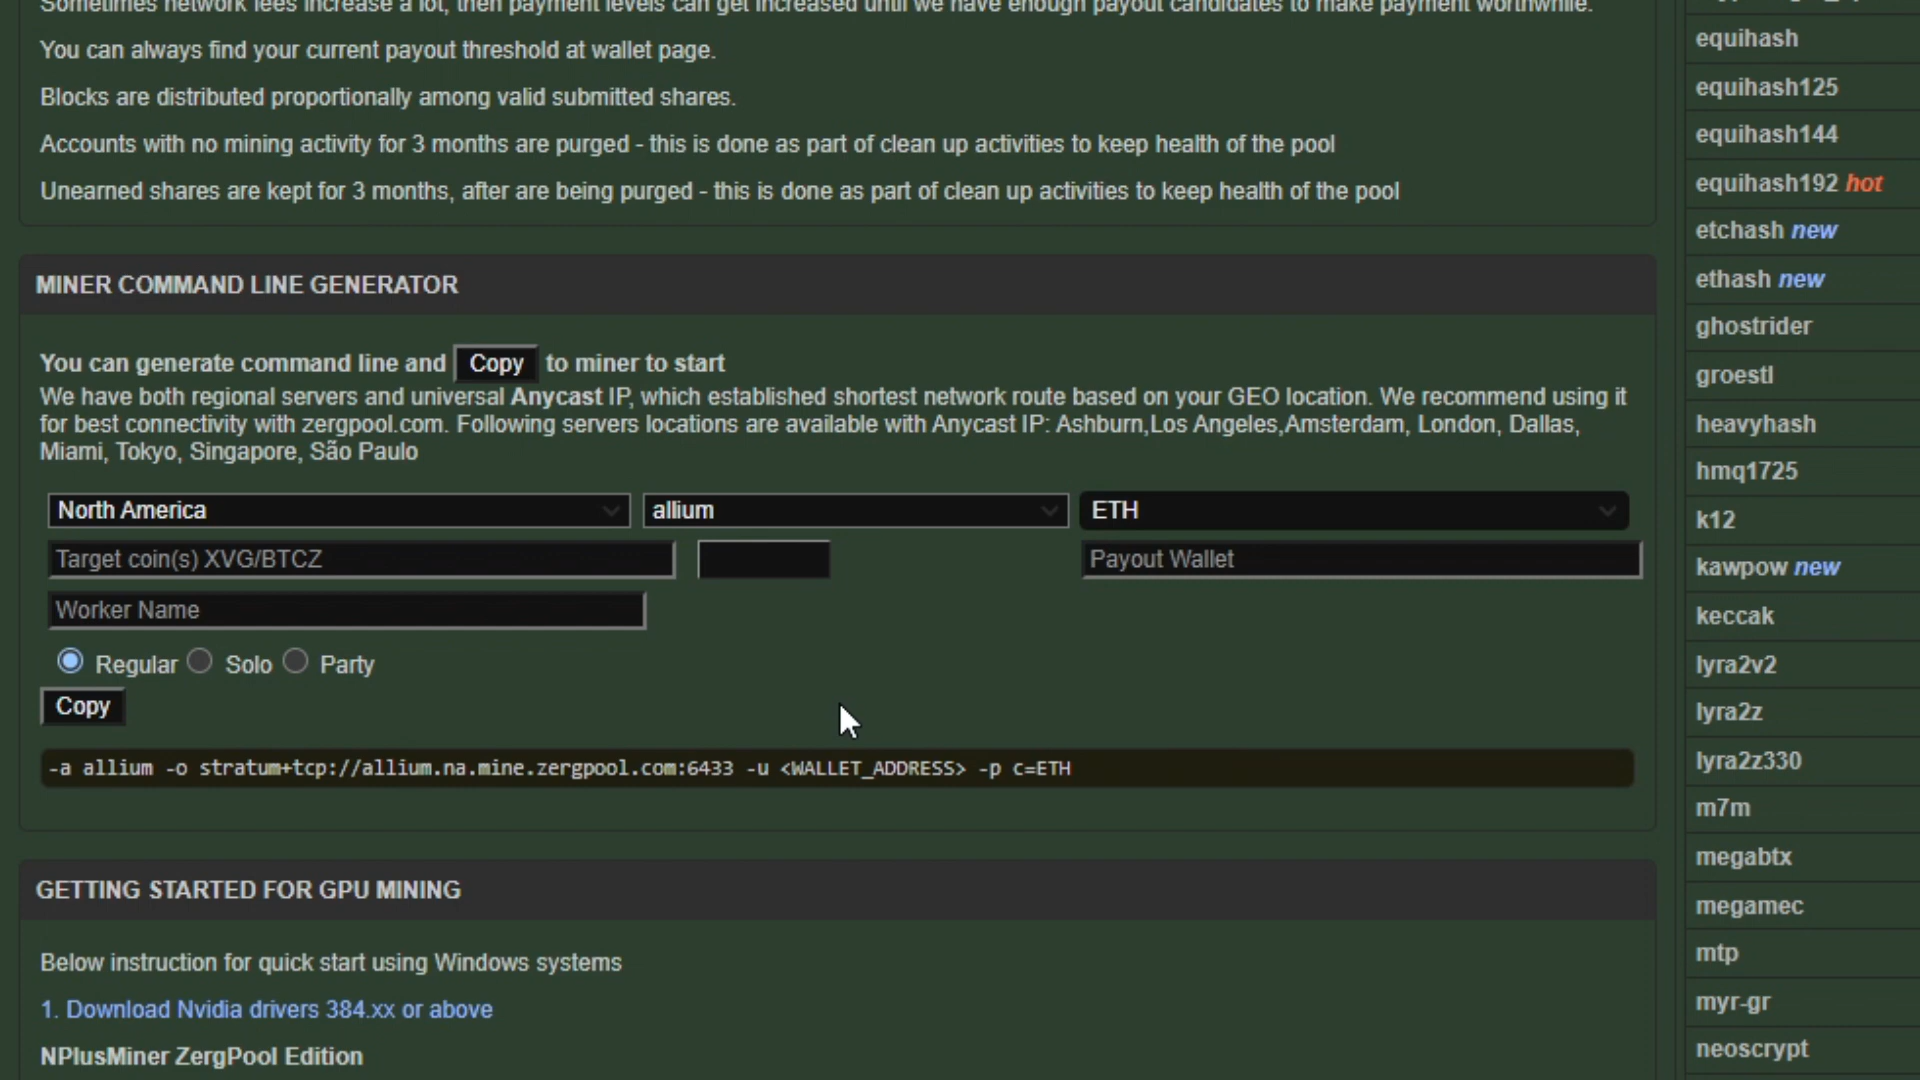 Sometimes network fees increase a lot, then payment levels can get increased until we have enough payout candidates to make payment worthwhile.
You can always find your current payout threshold at wallet page.
Blocks are distributed proportionally among valid submitted shares.
Accounts with no mining activity for 3 months are purged - this is done as part of clean up activities to keep health of the pool
Unearned shares are kept for 3 months, after are being purged - this is done as part of clean up activities to keep health of the pool
MINER COMMAND LINE GENERATOR
You can generate command line and Copy to miner to start
We have both regional servers and universal Anycast IP, which established shortest network route based on your GEO location. We recommend using it
for best connectivity with zergpool.com. Following servers locations are available with Anycast IP: Ashburn,Los Angeles,Amsterdam, London, Dallas,
Miami, Tokyo, Singapore, São Paulo
North America allium ETH
Target coin(s) XVG/BTCZ Payout Wallet
Worker Name
Regular Solo Party
Copy
-a allium -o stratum+tcp://allium.na.mine.zergpool.com:6433 -u <WALLET_ADDRESS> -p c=ETH
GETTING STARTED FOR GPU MINING
Below instruction for quick start using Windows systems
1. Download Nvidia drivers 384.xx or above
NPlusMiner ZergPool Edition
equihash
equihash125
equihash144
equihash192 hot
etchash new
ethash new
ghostrider
groestl
heavyhash
hmq1725
k12
kawpow new
keccak
lyra2v2
lyra2z
lyra2z330
m7m
megabtx
megamec
mtp
myr-gr
neoscrypt